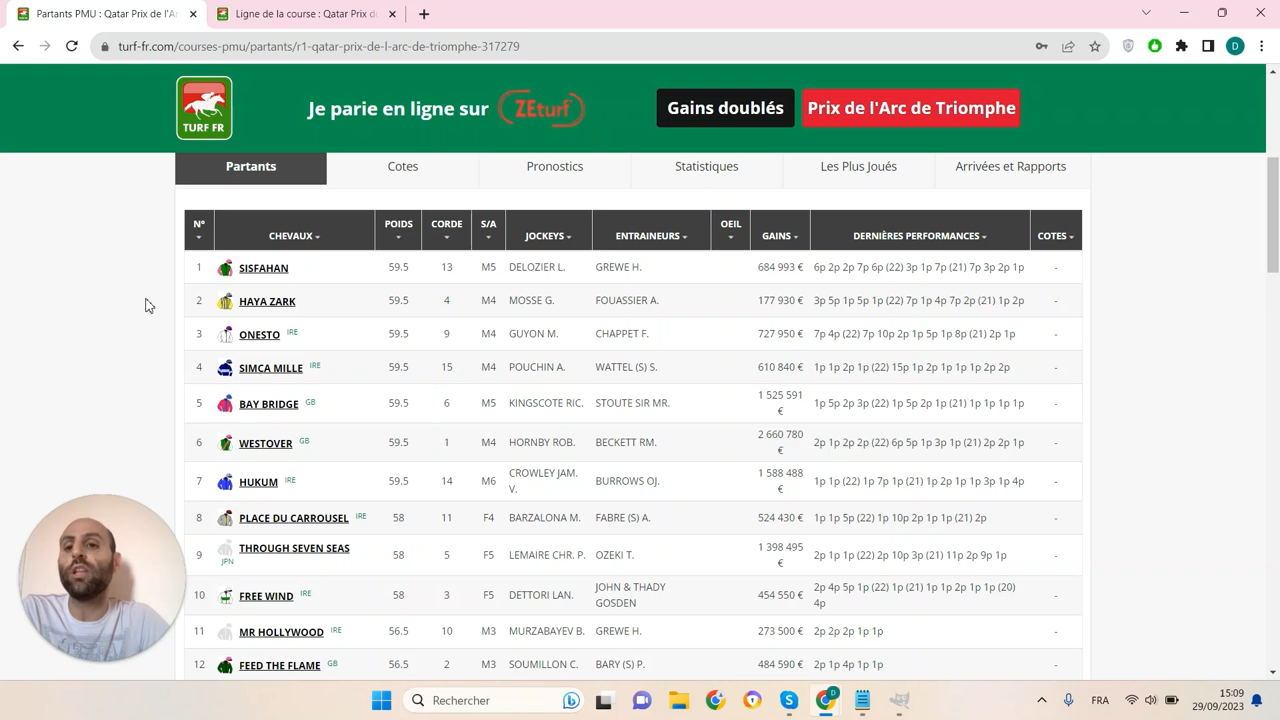 Partants PMU : Qatar Prix de l'Ar
Ligne de la course : Qatar Prix de
turf-fr.com/courses-pmu/partants/r1-qatar-prix-de-l-arc-de-triomphe-317279
D
TURF FR
Je parie en ligne sur ZEturf
Gains doublés
Prix de l'Arc de Triomphe
Partants
Cotes
Pronostics
Statistiques
Les Plus Joués
Arrivées et Rapports
N° CHEVAUX POIDS CORDE S/A JOCKEYS ENTRAINEURS OEIL GAINS DERNIÈRES PERFORMANCES COTES
1 SISFAHAN 59.5 13 M5 DELOZIER L. GREWE H. 684 993 € 6p 2p 2p 7p 6p (22) 3p 1p 7p (21) 7p 3p 2p 1p -
2 HAYA ZARK 59.5 4 M4 MOSSE G. FOUASSIER A. 177 930 € 3p 5p 1p 5p 1p (22) 7p 1p 4p 7p 2p (21) 1p 2p -
3 ONESTO IRE 59.5 9 M4 GUYON M. CHAPPET F. 727 950 € 7p 4p (22) 7p 10p 2p 1p 5p 1p 8p (21) 2p 1p -
4 SIMCA MILLE IRE 59.5 15 M4 POUCHIN A. WATTEL (S) S. 610 840 € 1p 1p 2p 1p (22) 15p 1p 2p 1p 1p 1p 2p 2p -
5 BAY BRIDGE GB 59.5 6 M5 KINGSCOTE RIC. STOUTE SIR MR. 1 525 591 € 1p 5p 2p 3p (22) 1p 5p 2p 1p (21) 1p 1p 1p 1p -
6 WESTOVER GB 59.5 1 M4 HORNBY ROB. BECKETT RM. 2 660 780 € 2p 1p 2p 2p (22) 6p 5p 1p 3p 1p (21) 2p 2p 1p -
7 HUKUM IRE 59.5 14 M6 CROWLEY JAM. V. BURROWS OJ. 1 588 488 € 1p 1p (22) 1p 7p 1p (21) 2p 1p 2p 1p 1p 3p 1p 4p -
8 PLACE DU CARROUSEL IRE 58 11 F4 BARZALONA M. FABRE (S) A. 524 430 € 1p 1p 5p (22) 1p 10p 2p 1p 1p (21) 2p -
9 THROUGH SEVEN SEAS JPN 58 5 F5 LEMAIRE CHR. P. OZEKI T. 1 398 495 € 2p 1p 1p (22) 2p 10p 3p (21) 11p 2p 9p 1p -
10 FREE WIND IRE 58 3 F5 DETTORI LAN. JOHN & THADY GOSDEN 454 550 € 2p 4p 5p 1p (22) 1p (21) 1p 1p 2p 1p 1p (20) 4p -
11 MR HOLLYWOOD IRE 56.5 10 M3 MURZABAYEV B. GREWE H. 273 500 € 2p 2p 2p 1p 1p -
12 FEED THE FLAME GB 56.5 2 M3 SOUMILLON C. BARY (S) P. 484 590 € 2p 1p 4p 1p 1p -
Rechercher
FRA
15:09
29/09/2023